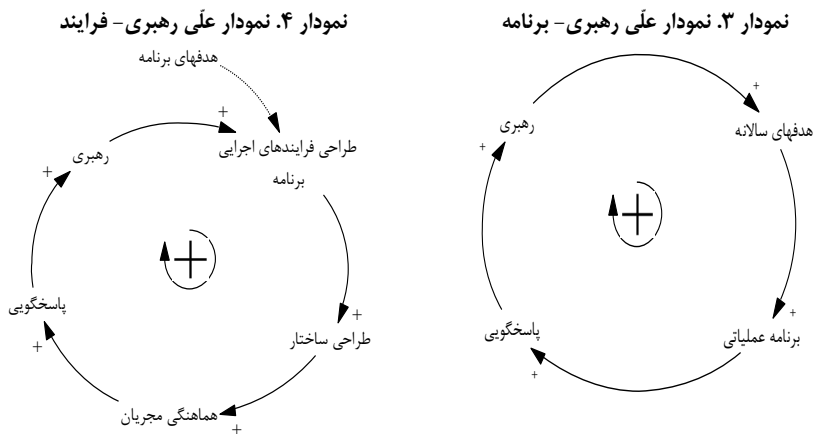 نمودار ۳. نمودار علّی رهبری- برنامه
+
هدفهای سالانه
رهبری
+
+
+
برنامه عملیاتی
پاسخگویی
+
نمودار ۴. نمودار علّی رهبری- فرایند
هدفهای برنامه
+
طراحی فرایندهای اجرایی
برنامه
رهبری
+
+
پاسخگویی
+
طراحی ساختار
+
هماهنگی مجریان
+